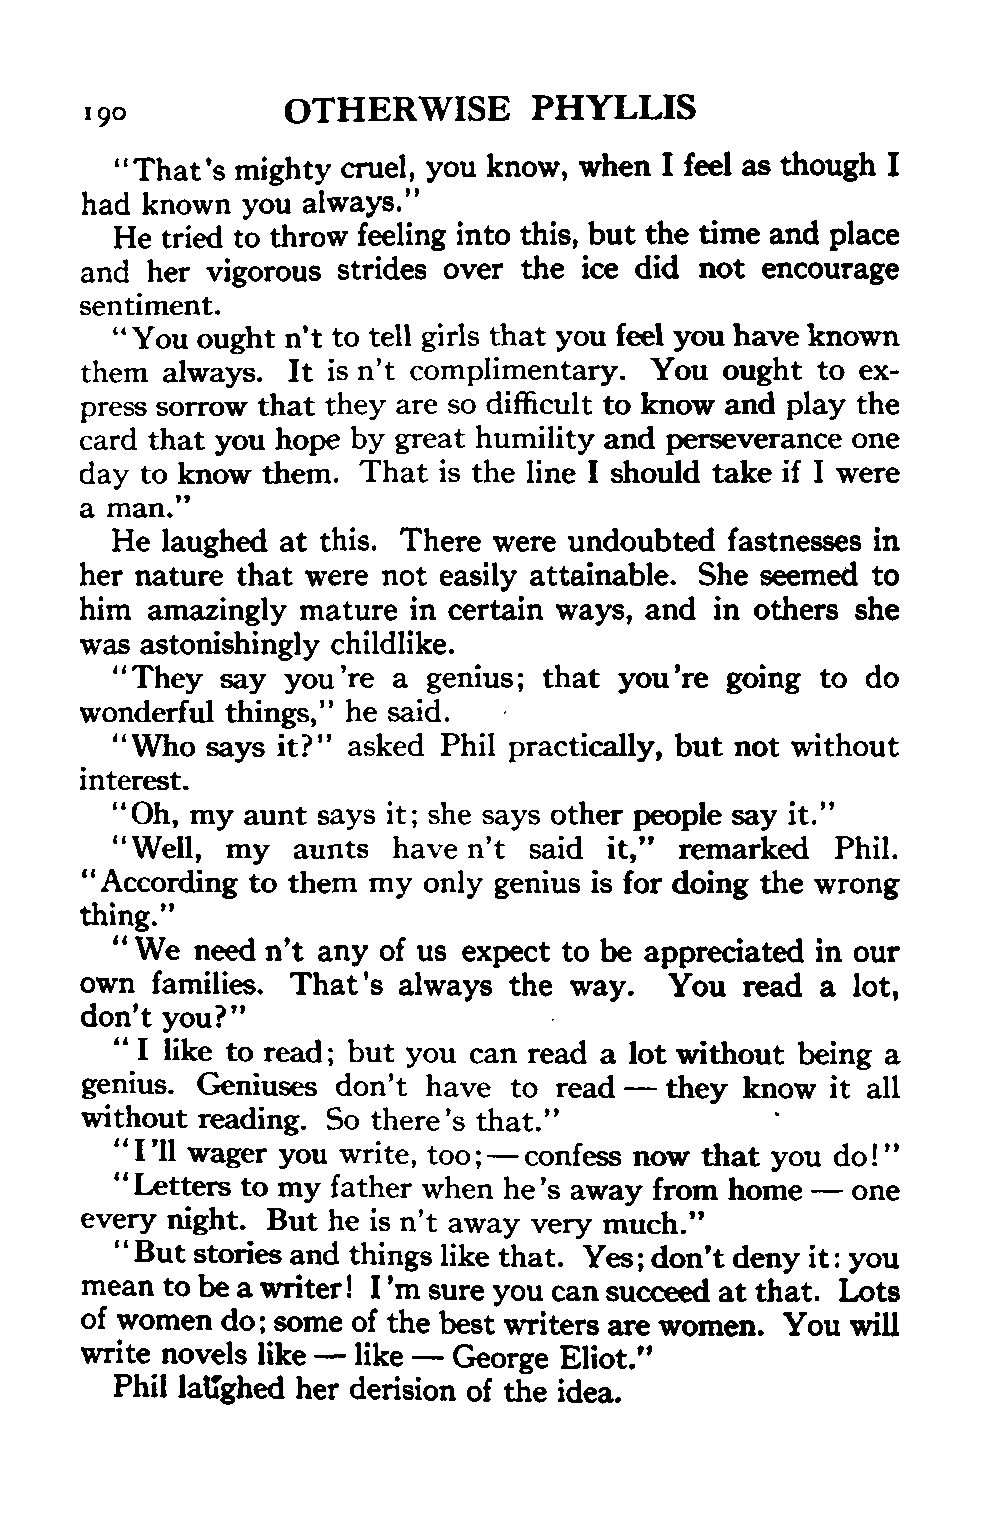 190 OTHERWISE PHYLLIS
"That's mighty cruel, you know, when I feel as though I
had known you always."
He tried to throw feeling into this, but the time and place
and her vigorous strides over the ice did not encourage
sentiment.
"You ought n't to tell girls that you feel you have known
them always. It is n't complimentary. You ought to ex-
press sorrow that they are so difficult to know and play the
card that you hope by great humility and perseverance one
day to know them. That is the line I should take if I were
a man."
He laughed at this. There were undoubted fastnesses in
her nature that were not easily attainable. She seemed to
him amazingly mature in certain ways, and in others she
was astonishingly childlike.
"They say you're a genius; that you're going to do
wonderful things," he said.
"Who says it?" asked Phil practically, but not without
interest.
"Oh, my aunt says it; she says other people say it."
"Well, my aunts have n't said it," remarked Phil.
"According to them my only genius is for doing the wrong
thing."
"We need n't any of us expect to be appreciated in our
own families. That's always the way. You read a lot,
don't you?"
"I like to read; but you can read a lot without being a
genius. Geniuses don't have to read — they know it all
without reading. So there's that."
"I'll wager you write, too; — confess now that you do!"
"Letters to my father when he's away from home — one
every night. But he is n't away very much."
"But stories and things like that. Yes; don't deny it: you
mean to be a writer! I'm sure you can succeed at that. Lots
of women do; some of the best writers are women. You will
write novels like — like — George Eliot."
Phil laughed her derision of the idea.